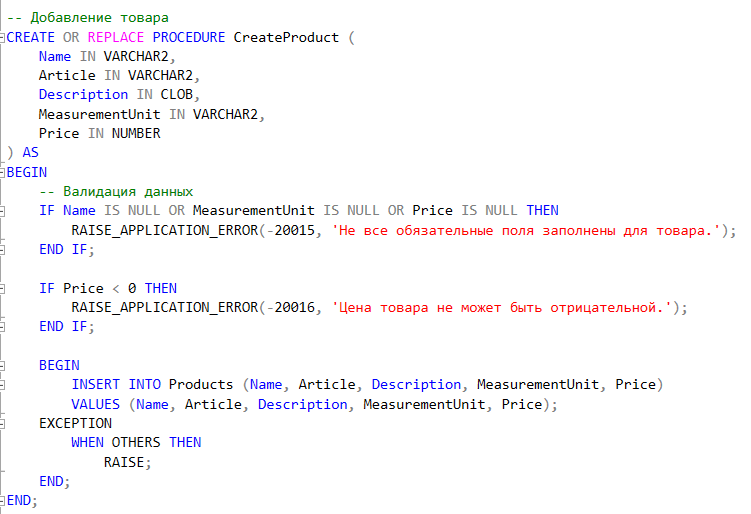 -- Добавление товара
CREATE OR REPLACE PROCEDURE CreateProduct (
    Name IN VARCHAR2,
    Article IN VARCHAR2,
    Description IN CLOB,
    MeasurementUnit IN VARCHAR2,
    Price IN NUMBER
) AS
BEGIN
    -- Валидация данных
    IF Name IS NULL OR MeasurementUnit IS NULL OR Price IS NULL THEN
        RAISE_APPLICATION_ERROR(-20015, 'Не все обязательные поля заполнены для товара.');
    END IF;

    IF Price < 0 THEN
        RAISE_APPLICATION_ERROR(-20016, 'Цена товара не может быть отрицательной.');
    END IF;

    BEGIN
        INSERT INTO Products (Name, Article, Description, MeasurementUnit, Price)
        VALUES (Name, Article, Description, MeasurementUnit, Price);
    EXCEPTION
        WHEN OTHERS THEN
            RAISE;
    END;
END;